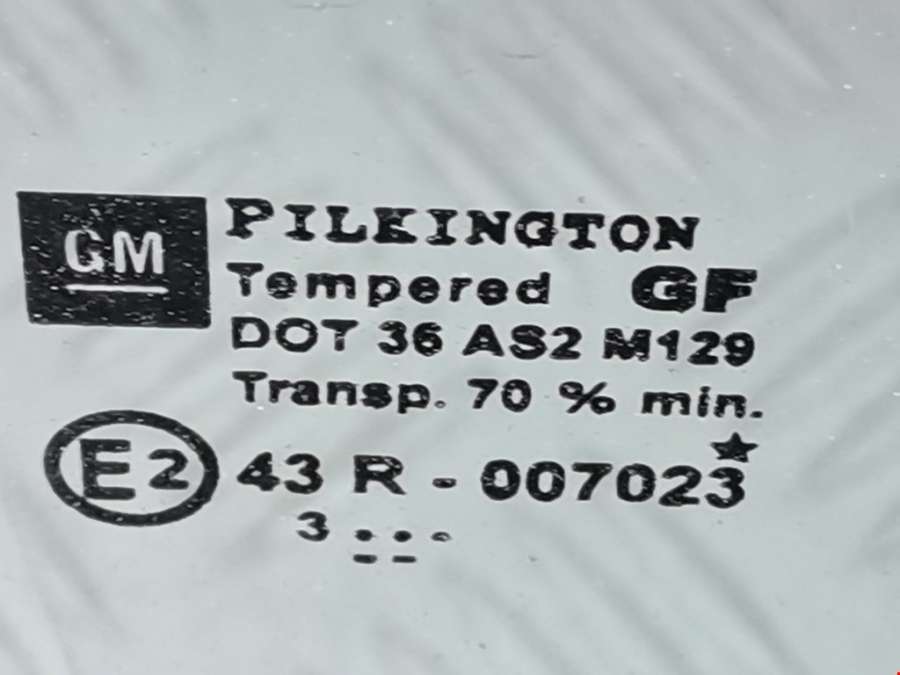 GM
PILKINGTON
Tempered GF
DOT 36 AS2 M129
Transp. 70 % min.
E2 43 R - 007023
3